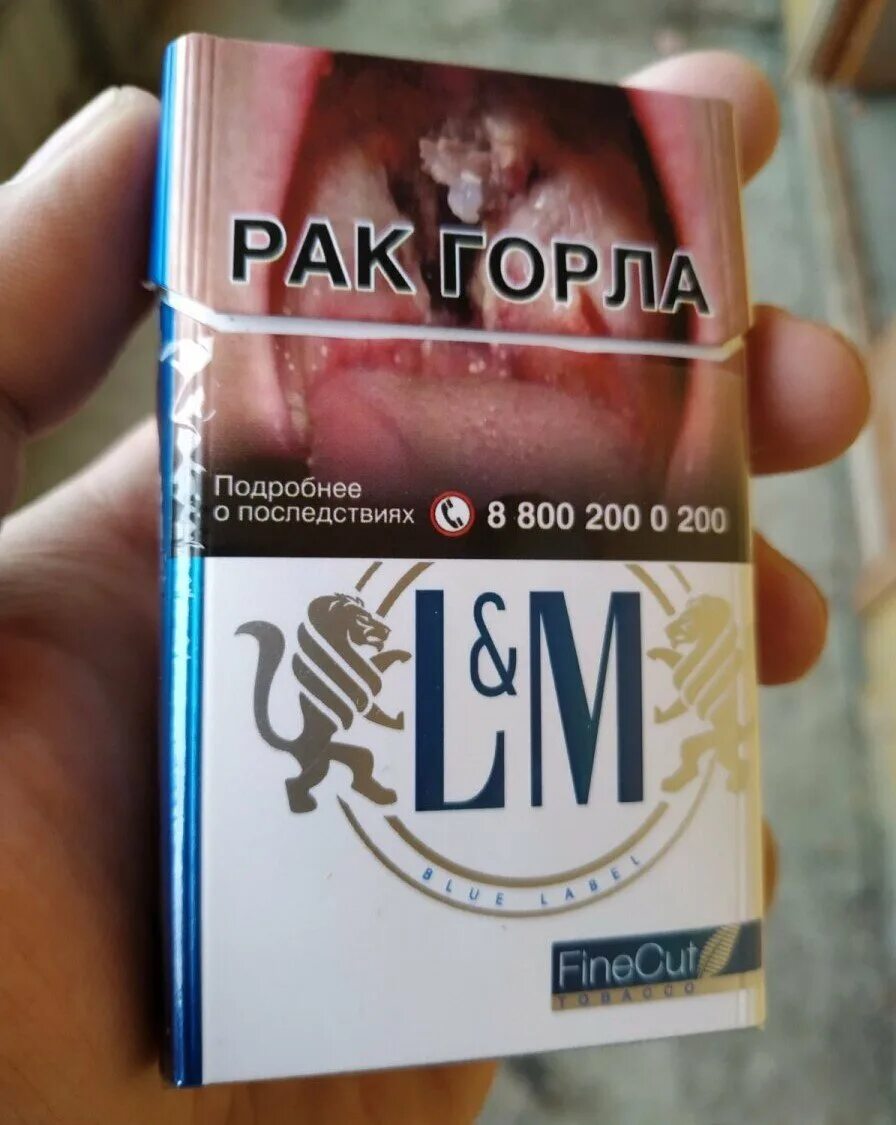 РАК ГОРЛА
Подробнее
о последствиях 8 800 200 0 200
L&M
BLUE LABEL
FineCut
TOBACCO